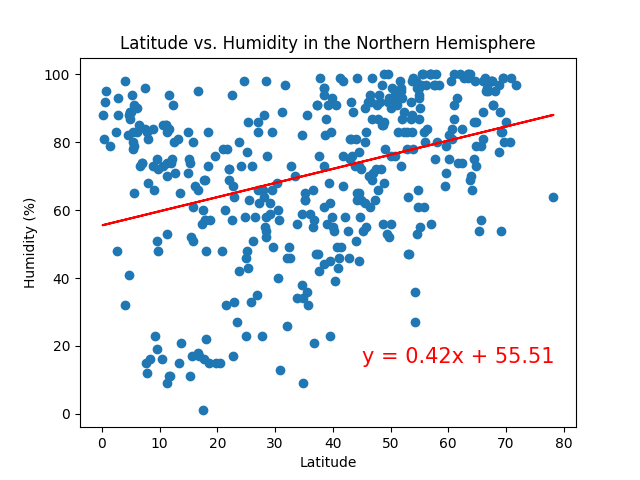 Latitude vs. Humidity in the Northern Hemisphere
100
80
60
40
20
0
Humidity (%)
y = 0.42x + 55.51
0 10 20 30 40 50 60 70 80
Latitude